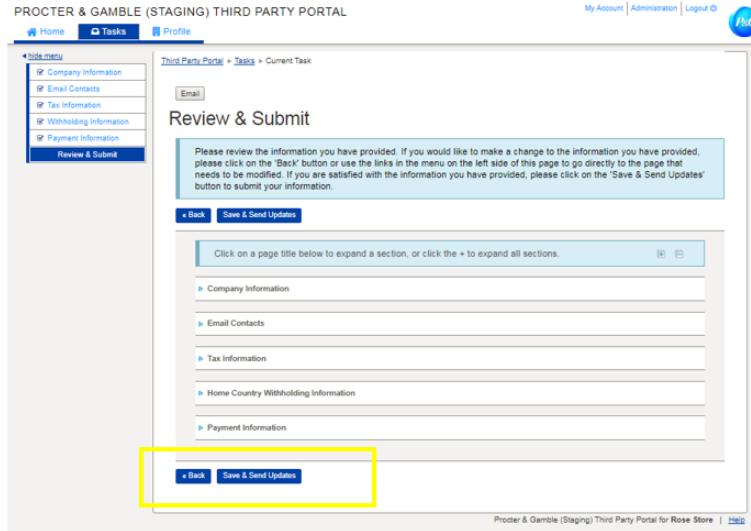 PROCTER & GAMBLE (STAGING) THIRD PARTY PORTAL
My Account | Administration | Logout
Home Tasks Profile
hide menu
Company Information
Email Contacts
Tax Information
Withholding Information
Payment Information
Review & Submit
Third Party Portal » Tasks » Current Task
Email
Review & Submit
Please review the information you have provided. If you would like to make a change to the information you have provided,
please click on the 'Back' button or use the links in the menu on the left side of this page to go directly to the page that
needs to be modified. If you are satisfied with the information you have provided, please click on the 'Save & Send Updates'
button to submit your information.
« Back Save & Send Updates
Click on a page title below to expand a section, or click the + to expand all sections.
Company Information
Email Contacts
Tax Information
Home Country Withholding Information
Payment Information
« Back Save & Send Updates
Procter & Gamble (Staging) Third Party Portal for Rose Store | Help